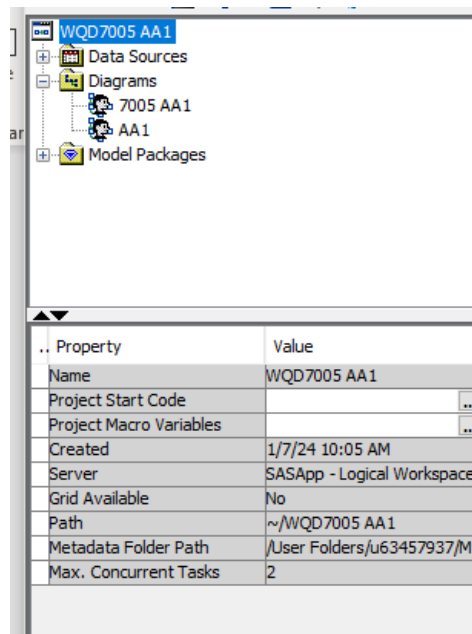 WQD7005 AA1
Data Sources
Diagrams
7005 AA1
AA1
Model Packages
.. Property Value
Name WQD7005 AA1
Project Start Code ..
Project Macro Variables ..
Created 1/7/24 10:05 AM
Server SASApp - Logical Workspace
Grid Available No
Path ~/WQD7005 AA1
Metadata Folder Path /User Folders/u63457937/M
Max. Concurrent Tasks 2